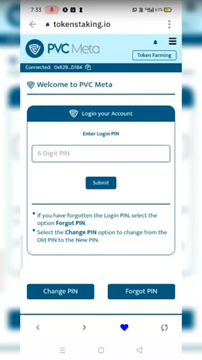 7:33
tokenstaking.io
PVC Meta
Token Farming
Connected: 0x629...D184
Welcome to PVC Meta
Login your Account
Enter Login PIN
6 Digit PIN
Submit
If you have forgotten the Login PIN, select the
option Forgot PIN.
Select the Change PIN option to change from the
Old PIN to the New PIN.
Change PIN
Forgot PIN